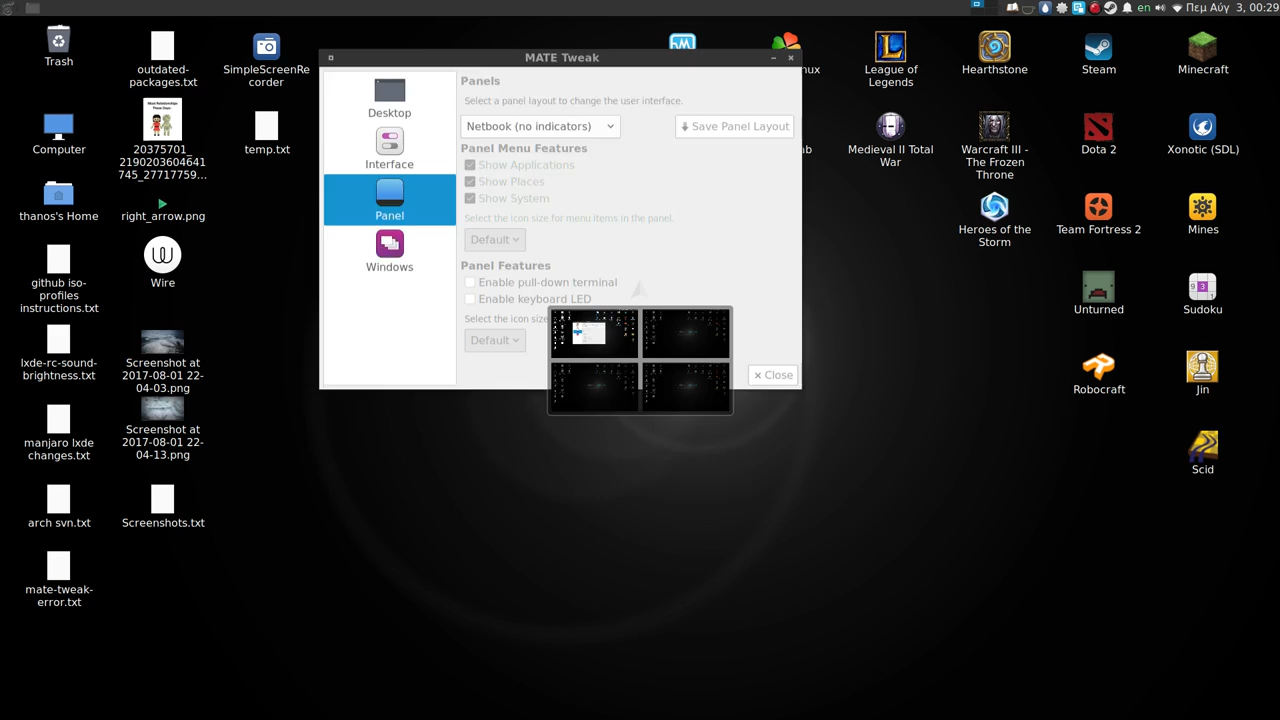 en
Πεμ Αύγ 3, 00:29
MATE Tweak
Desktop
Interface
Panel
Windows
Panels
Select a panel layout to change the user interface.
Netbook (no indicators)
Save Panel Layout
Panel Menu Features
Show Applications
Show Places
Show System
Select the icon size for menu items in the panel.
Default
Panel Features
Enable pull-down terminal
Enable keyboard LED
Select the icon size
Default
Close
Trash
Computer
thanos's Home
github iso-
profiles
instructions.txt
lxde-rc-sound-
brightness.txt
manjaro lxde
changes.txt
arch svn.txt
mate-tweak-
error.txt
outdated-
packages.txt
20375701_
2190203604641
745_27717759...
right_arrow.png
Wire
Screenshot at
2017-08-01 22-
04-03.png
Screenshot at
2017-08-01 22-
04-13.png
Screenshots.txt
SimpleScreenRe
corder
temp.txt
League of
Legends
Medieval II Total
War
Hearthstone
Warcraft III -
The Frozen
Throne
Heroes of the
Storm
Steam
Dota 2
Team Fortress 2
Unturned
Robocraft
Minecraft
Xonotic (SDL)
Mines
Sudoku
Jin
Scid